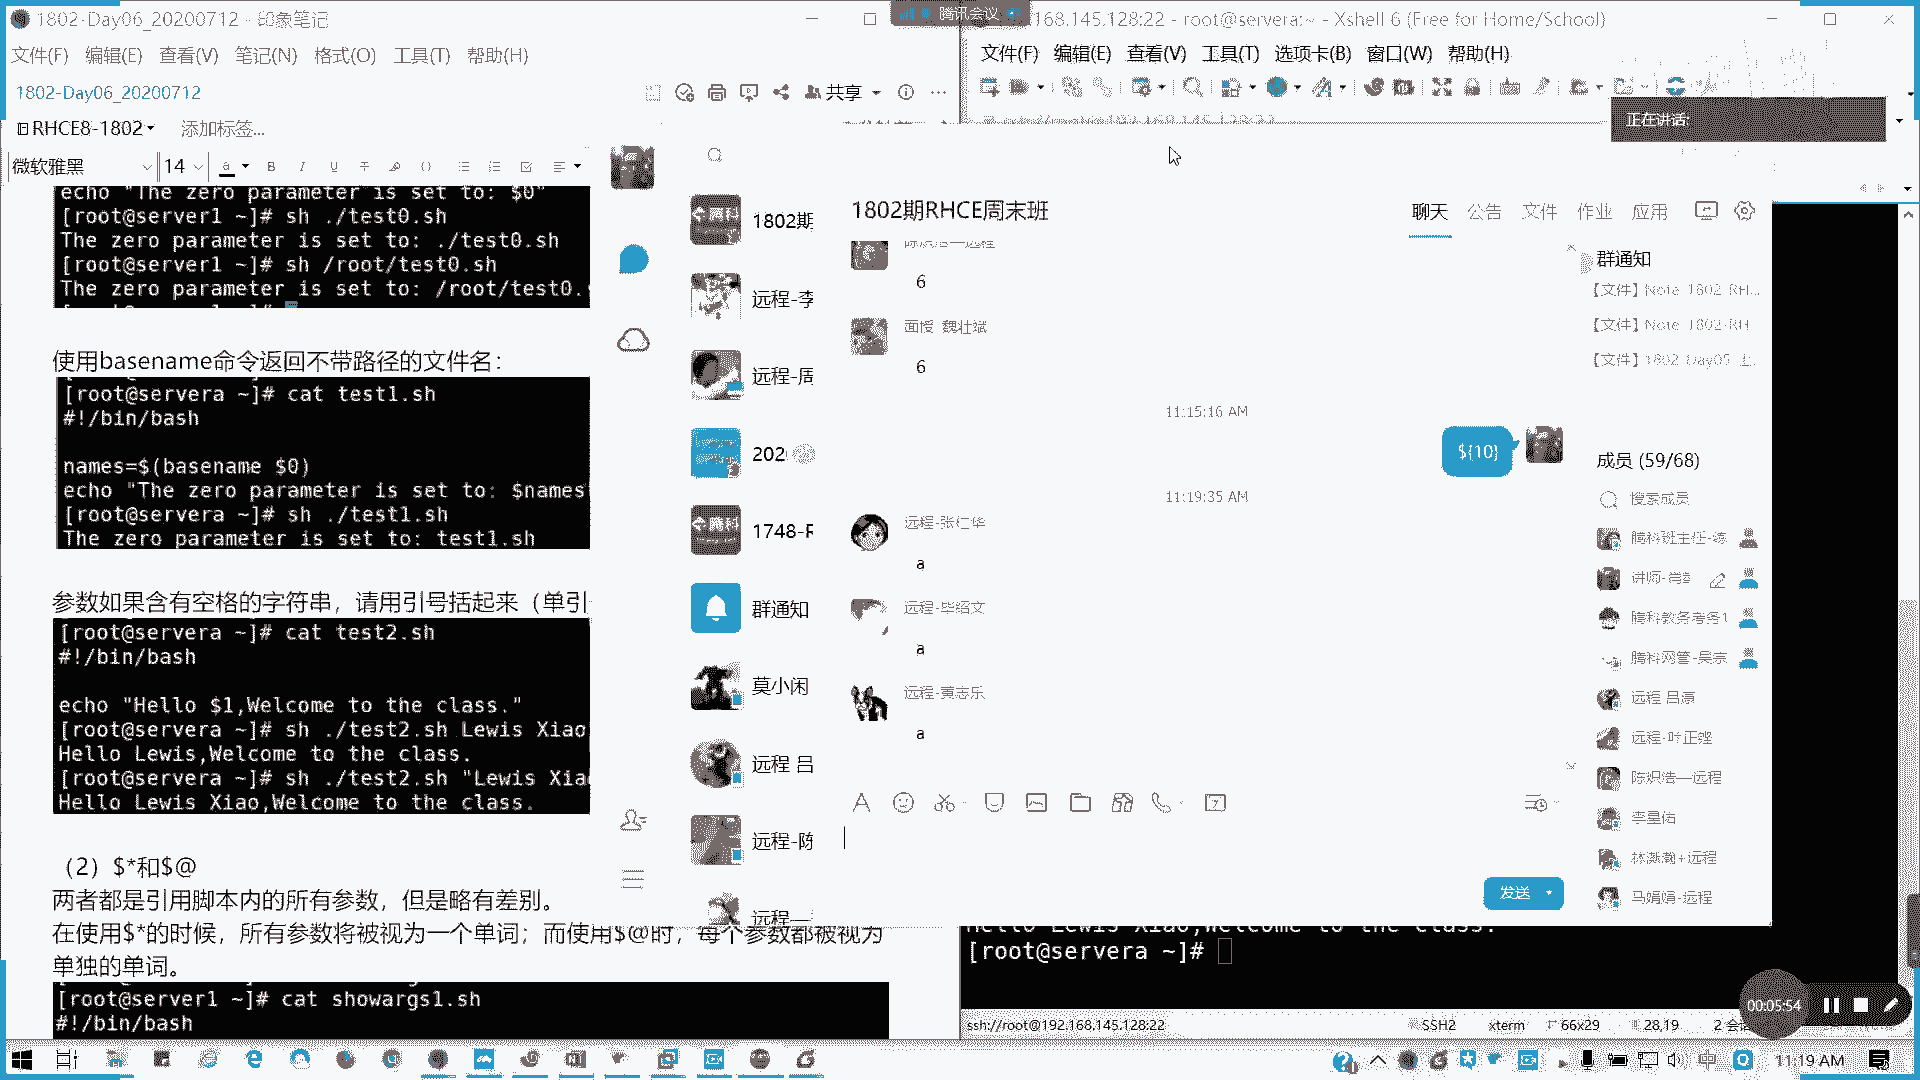 1802-Day06_20200712 - 印象笔记
文件(F) 编辑(E) 查看(V) 笔记(N) 格式(O) 工具(T) 帮助(H)
1802-Day06_20200712
共享
RHCE8-1802
添加标签...
微软雅黑
14
echo "The zero parameter is set to: $0"
[root@server1 ~]# sh ./test0.sh
The zero parameter is set to: ./test0.sh
[root@server1 ~]# sh /root/test0.sh
The zero parameter is set to: /root/test0.
使用basename命令返回不带路径的文件名：
[root@servera ~]# cat test1.sh
#!/bin/bash
names=$(basename $0)
echo "The zero parameter is set to: $names
[root@servera ~]# sh ./test1.sh
The zero parameter is set to: test1.sh
参数如果含有空格的字符串，请用引号括起来（单引
[root@servera ~]# cat test2.sh
#!/bin/bash
echo "Hello $1,Welcome to the class."
[root@servera ~]# sh ./test2.sh Lewis Xiao
Hello Lewis,Welcome to the class.
[root@servera ~]# sh ./test2.sh "Lewis Xia
Hello Lewis Xiao,Welcome to the class.
（2）$*和$@
两者都是引用脚本内的所有参数，但是略有差别。
在使用$*的时候，所有参数将被视为一个单词；而使用$@时，每个参数都被视为
单独的单词。
[root@server1 ~]# cat showargs1.sh
#!/bin/bash
腾讯会议
168.145.128:22 - root@servera:~ - Xshell 6 (Free for Home/School)
文件(F) 编辑(E) 查看(V) 工具(T) 选项卡(B) 窗口(W) 帮助(H)
正在讲话:
1802期
远程-李
远程-周
202
1748-F
群通知
莫小闲
远程 吕
远程-陈
远程—
1802期RHCE周末班
聊天 公告 文件 作业 应用
6
面授 魏壮斌
6
11:15:16 AM
${10}
11:19:35 AM
远程-张仁华
a
远程-毕绍文
a
远程-黄志乐
a
发送
群通知
【文件】Note-1802-RH...
【文件】Note-1802-RH
【文件】1802-Day05-上
成员 (59/68)
搜索成员
腾科班主任-练
腾科教务考务1
腾科网管-吴宗
远程 吕濠
远程-叶正铿
陈炽浩—远程
李星佑
林灏瀚+远程
马娟娟-远程
Hello Lewis Xiao,Welcome to the class.
[root@servera ~]#
00:05:54
ssh://root@192.168.145.128:22
SSH2
xterm
66x29
28,19
2 会话
中
11:19 AM